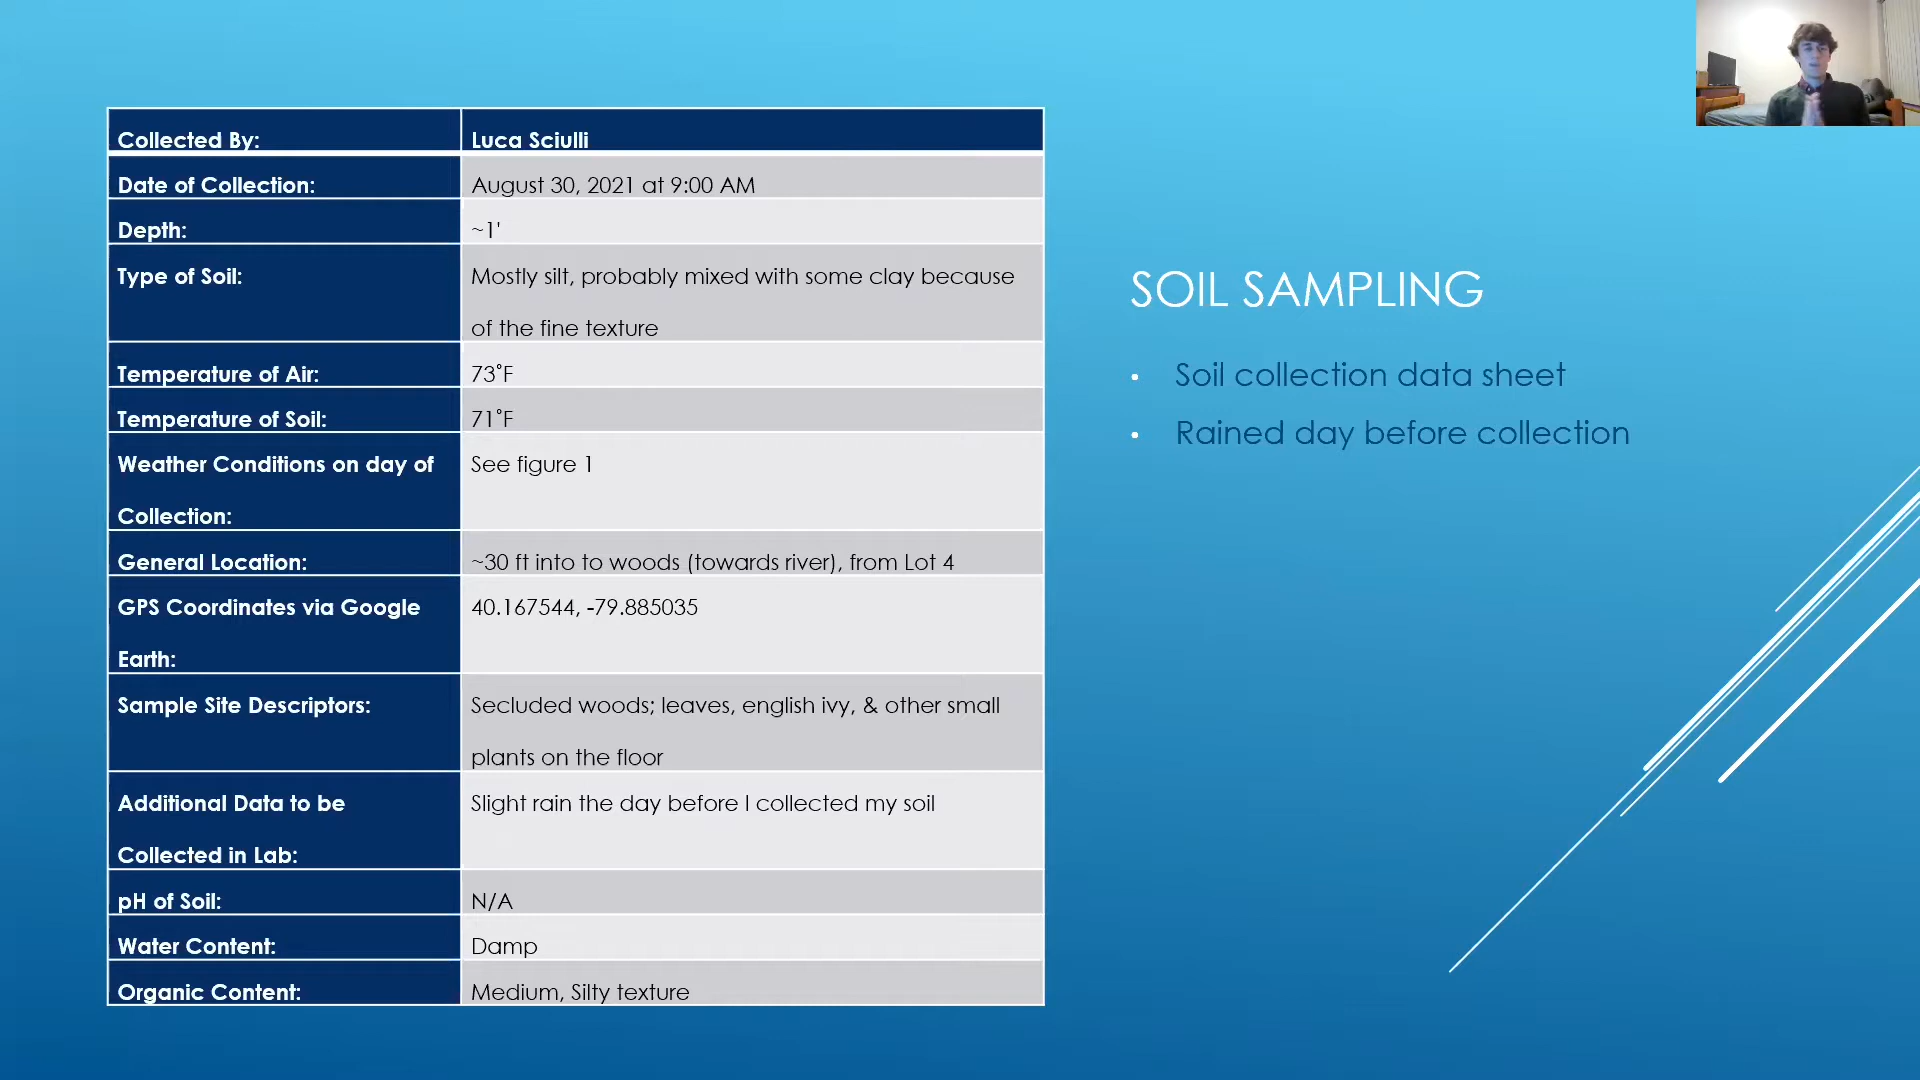 Collected By: Luca Sciulli
Date of Collection: August 30, 2021 at 9:00 AM
Depth: ~1'
Type of Soil: Mostly silt, probably mixed with some clay because
of the fine texture
Temperature of Air: 73°F
Temperature of Soil: 71°F
Weather Conditions on day of See figure 1
Collection:
General Location: ~30 ft into to woods (towards river), from Lot 4
GPS Coordinates via Google 40.167544, -79.885035
Earth:
Sample Site Descriptors: Secluded woods; leaves, english ivy, & other small
plants on the floor
Additional Data to be Slight rain the day before I collected my soil
Collected in Lab:
pH of Soil: N/A
Water Content: Damp
Organic Content: Medium, Silty texture
SOIL SAMPLING
• Soil collection data sheet
• Rained day before collection